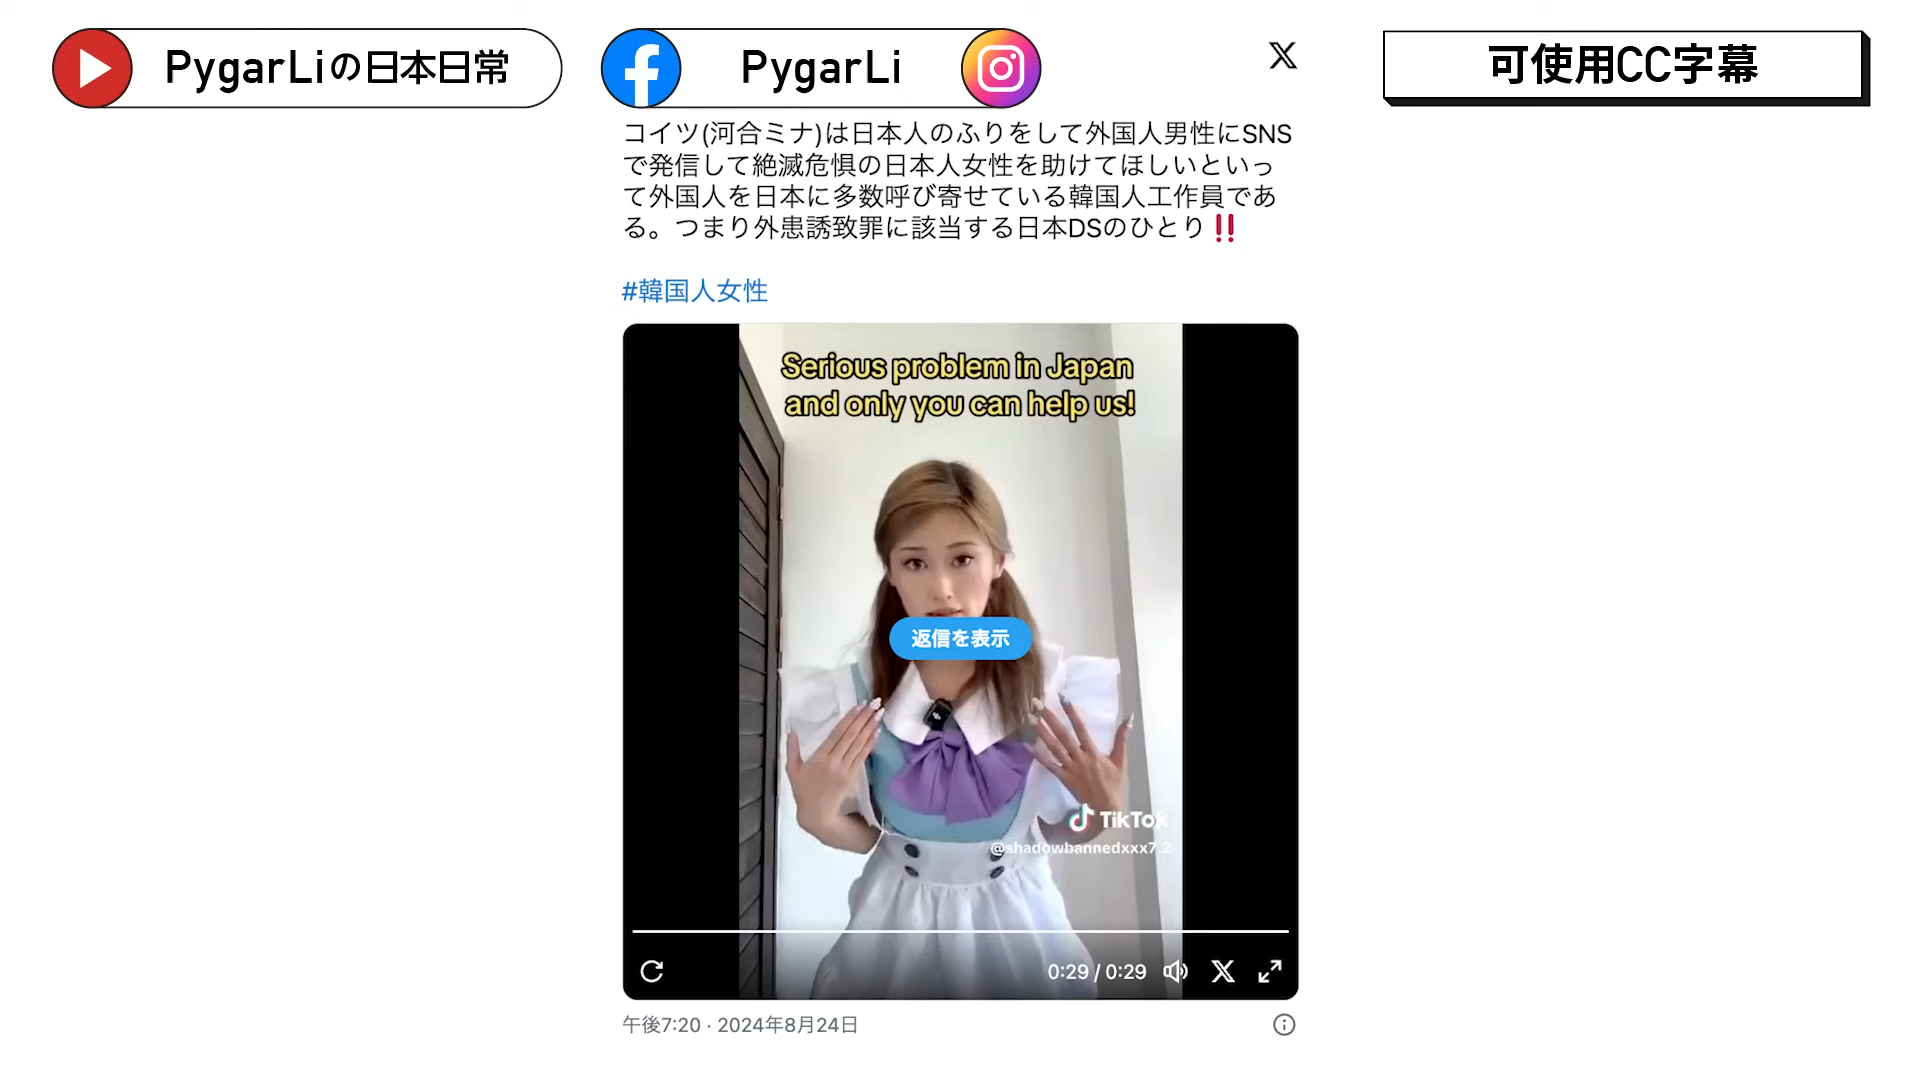 PygarLiの日本日常
PygarLi
可使用CC字幕
コイツ(河合ミナ)は日本人のふりをして外国人男性にSNS
で発信して絶滅危惧の日本人女性を助けてほしいといっ
て外国人を日本に多数呼び寄せている韓国人工作員であ
る。つまり外患誘致罪に該当する日本DSのひとり‼️
#韓国人女性
Serious problem in Japan
and only you can help us!
返信を表示
TikTok
@shadowbannedxxx7.2
0:29 / 0:29
午後7:20 · 2024年8月24日